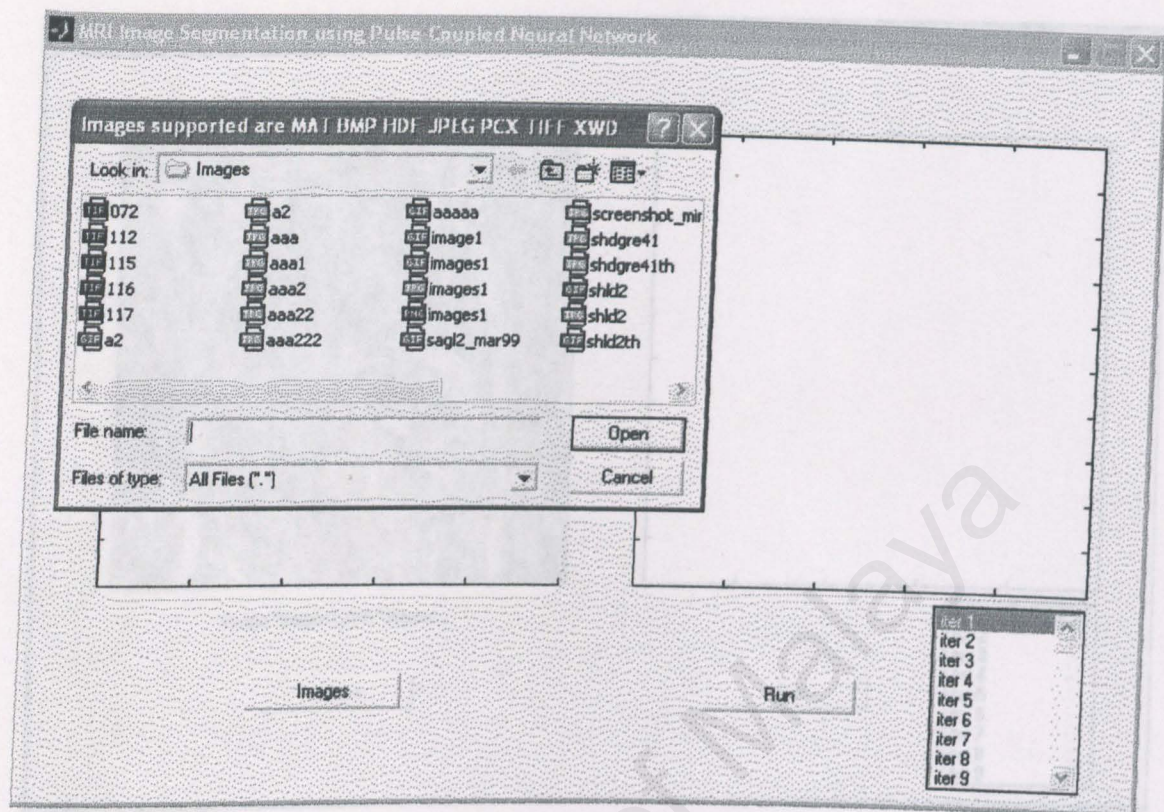 MRI Image Segmentation using Pulse Coupled Neural Network
Images supported are MAT BMP HDF JPEG PCX TIFF XWD
Look in: Images
072 a2 aaaaa screenshot_mir
112 aaa image1 shdgre41
115 aaa1 images1 shdgre41th
116 aaa2 images1 shld2
117 aaa22 images1 shld2
a2 aaa222 sagl2_mar99 shld2th
File name: Open
Files of type: All Files (".") Cancel
iter 1
iter 2
iter 3
iter 4
iter 5
iter 6
iter 7
iter 8
iter 9
Images Run
of Malaya